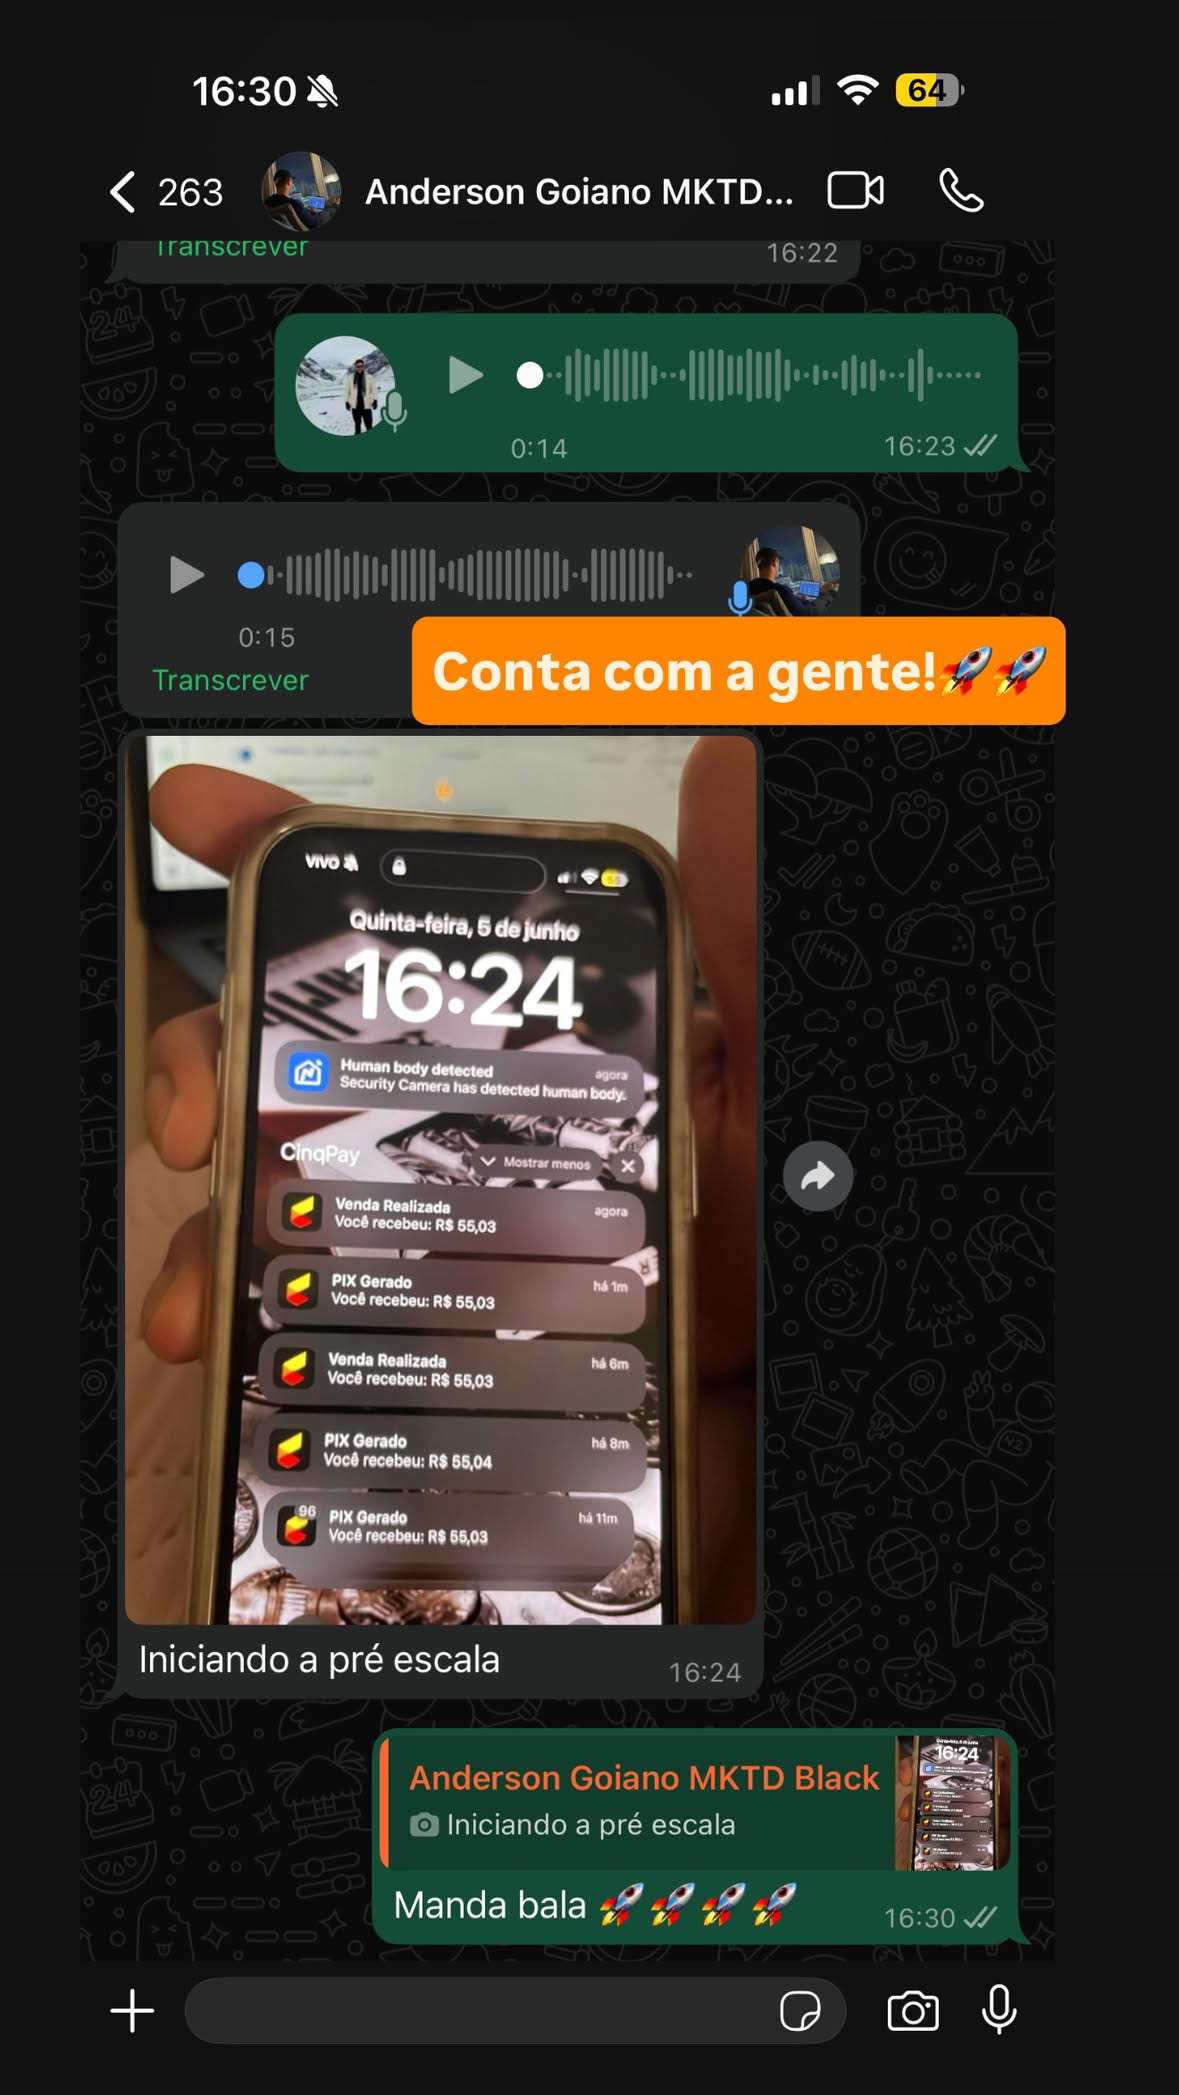 16:30
64
263
Anderson Goiano MKTD...
Transcrever
16:22
0:14
16:23
0:15
Transcrever
Conta com a gente!🚀🚀
VIVO
Quinta-feira, 5 de junho
16:24
Human body detected
agora
Security Camera has detected human body.
CinqPay
Mostrar menos
Venda Realizada
agora
Você recebeu: R$ 55,03
PIX Gerado
há 1m
Você recebeu: R$ 55,03
Venda Realizada
há 6m
Você recebeu: R$ 55,03
PIX Gerado
há 8m
Você recebeu: R$ 55,04
96
PIX Gerado
há 11m
Você recebeu: R$ 55,03
Iniciando a pré escala
16:24
Anderson Goiano MKTD Black
Iniciando a pré escala
16:24
Manda bala 🚀🚀🚀🚀
16:30